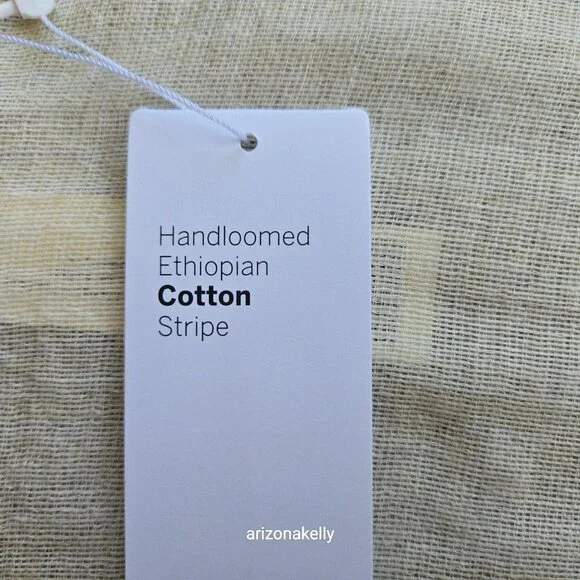 Handloomed
Ethiopian
Cotton
Stripe
arizonakelly